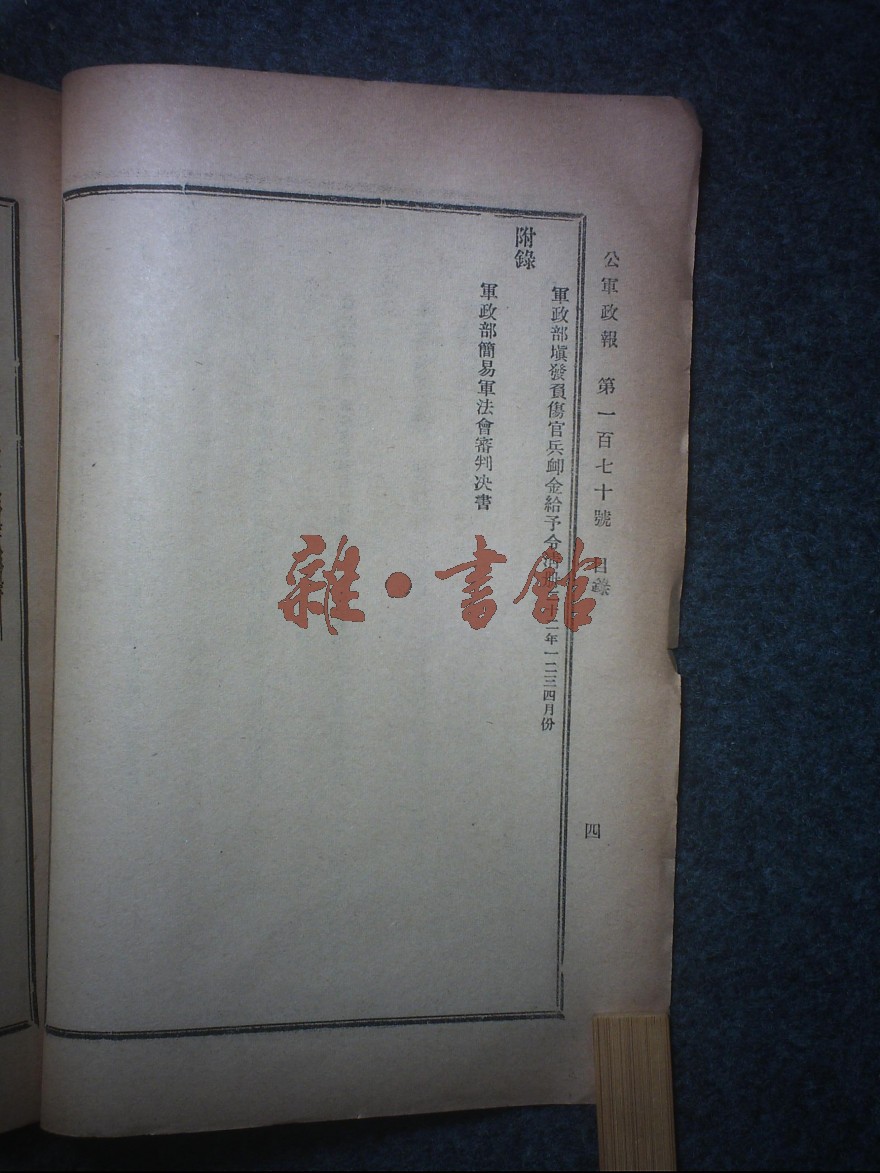 公軍政報 第一百七十號 目錄
四
軍政部塡發負傷官兵卹金給予令 年一二三四月份
附錄
軍政部簡易軍法會審判决書
雜·書館